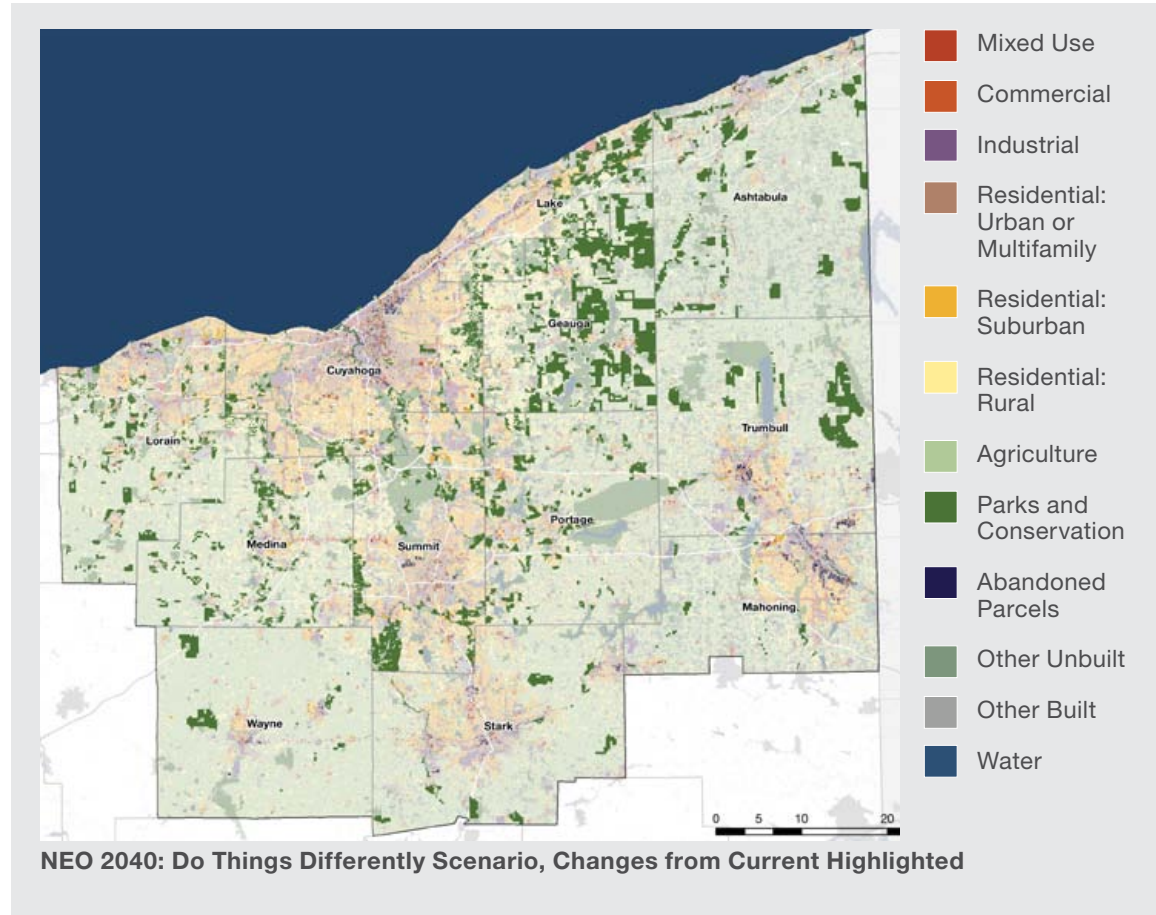 Mixed Use
Commercial
Industrial
Residential:
Urban or
Multifamily
Residential:
Suburban
Residential:
Rural
Agriculture
Parks and
Conservation
Abandoned
Parcels
Other Unbuilt
Other Built
Water
Lake
Ashtabula
Geauga
Cuyahoga
Lorain
Trumbull
Portage
Medina
Summit
Mahoning
Wayne
Stark
0 5 10 20
NEO 2040: Do Things Differently Scenario, Changes from Current Highlighted